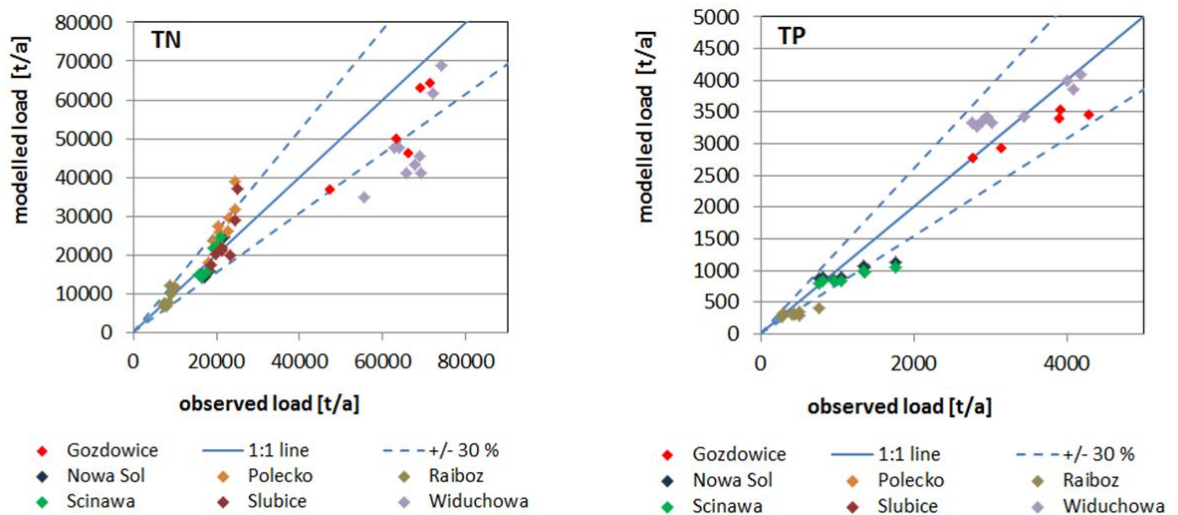 TN
modelled load [t/a]
80000
70000
60000
50000
40000
30000
20000
10000
0
0 20000 40000 60000 80000
observed load [t/a]
Gozdowice 1:1 line +/- 30 %
Nowa Sol Polecko Raiboz
Scinawa Slubice Widuchowa
TP
modelled load [t/a]
5000
4500
4000
3500
3000
2500
2000
1500
1000
500
0
0 2000 4000
observed load [t/a]
Gozdowice 1:1 line +/- 30 %
Nowa Sol Polecko Raiboz
Scinawa Slubice Widuchowa